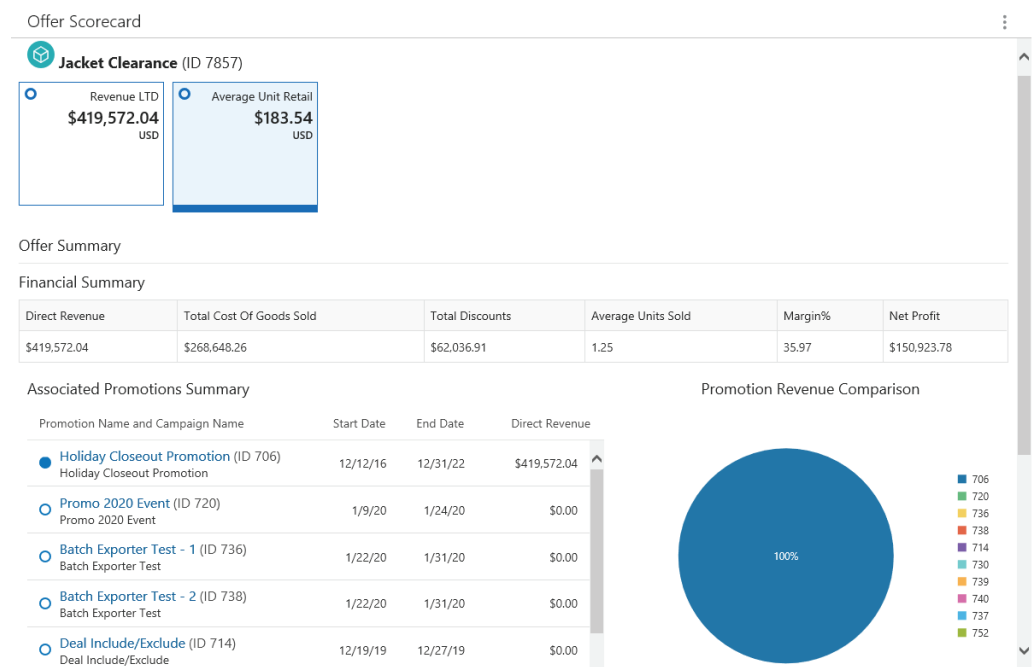 Offer Scorecard
Jacket Clearance (ID 7857)
Revenue LTD
$419,572.04
USD
Average Unit Retail
$183.54
USD
Offer Summary
Financial Summary
Direct Revenue Total Cost Of Goods Sold Total Discounts Average Units Sold Margin% Net Profit
$419,572.04 $268,648.26 $62,036.91 1.25 35.97 $150,923.78
Associated Promotions Summary
Promotion Name and Campaign Name Start Date End Date Direct Revenue
Holiday Closeout Promotion (ID 706) 12/12/16 12/31/22 $419,572.04
Holiday Closeout Promotion
Promo 2020 Event (ID 720) 1/9/20 1/24/20 $0.00
Promo 2020 Event
Batch Exporter Test - 1 (ID 736) 1/22/20 1/31/20 $0.00
Batch Exporter Test
Batch Exporter Test - 2 (ID 738) 1/22/20 1/31/20 $0.00
Batch Exporter Test
Deal Include/Exclude (ID 714) 12/19/19 12/27/19 $0.00
Deal Include/Exclude
Promotion Revenue Comparison
100%
706
720
736
738
714
730
739
740
737
752